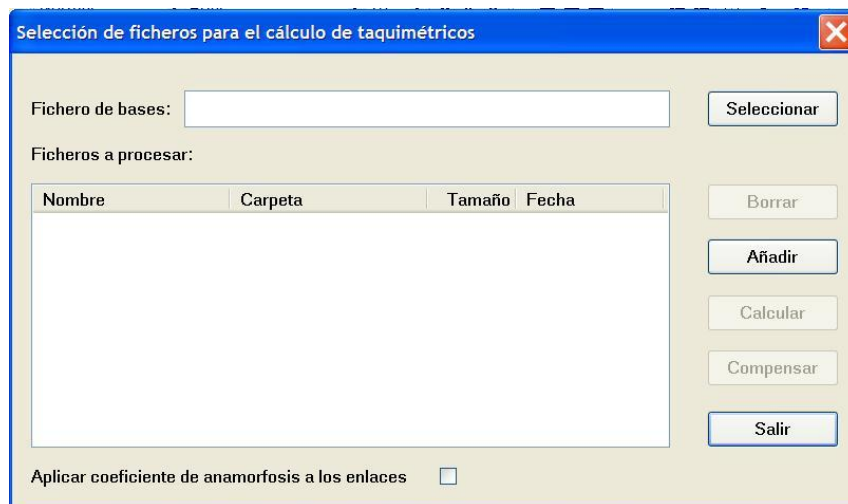 Selección de ficheros para el cálculo de taquimétricos
Fichero de bases:
Seleccionar
Ficheros a procesar:
Nombre Carpeta Tamaño Fecha
Borrar
Añadir
Calcular
Compensar
Salir
Aplicar coeficiente de anamorfosis a los enlaces